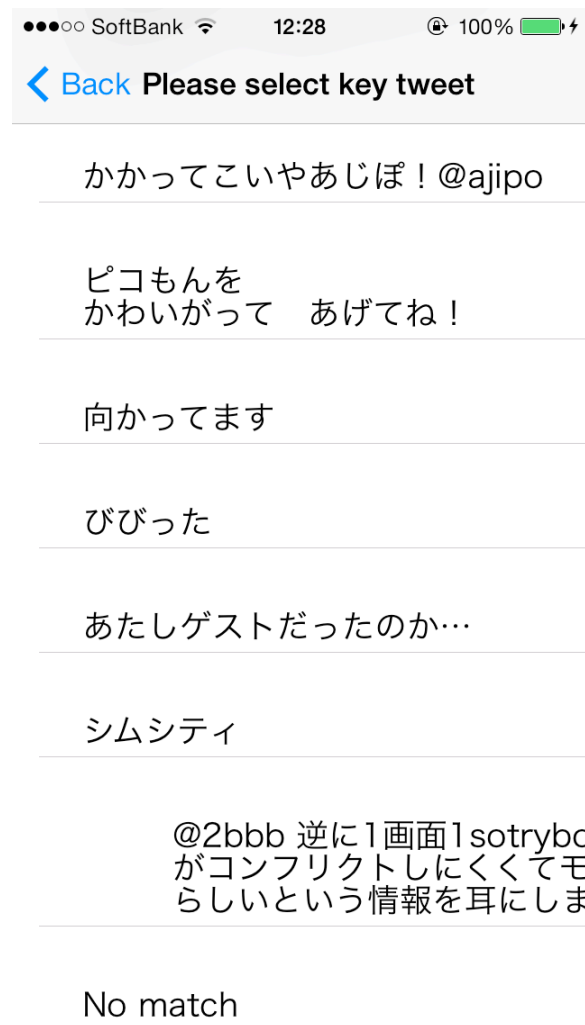 SoftBank 12:28 100%
Back Please select key tweet
かかってこいやあじぽ！@ajipo
ピコもんを
かわいがって　あげてね！
向かってます
びびった
あたしゲストだったのか…
シムシティ
@2bbb 逆に1画面1sotrybo
がコンフリクトしにくくてモ
らしいという情報を耳にしま
No match